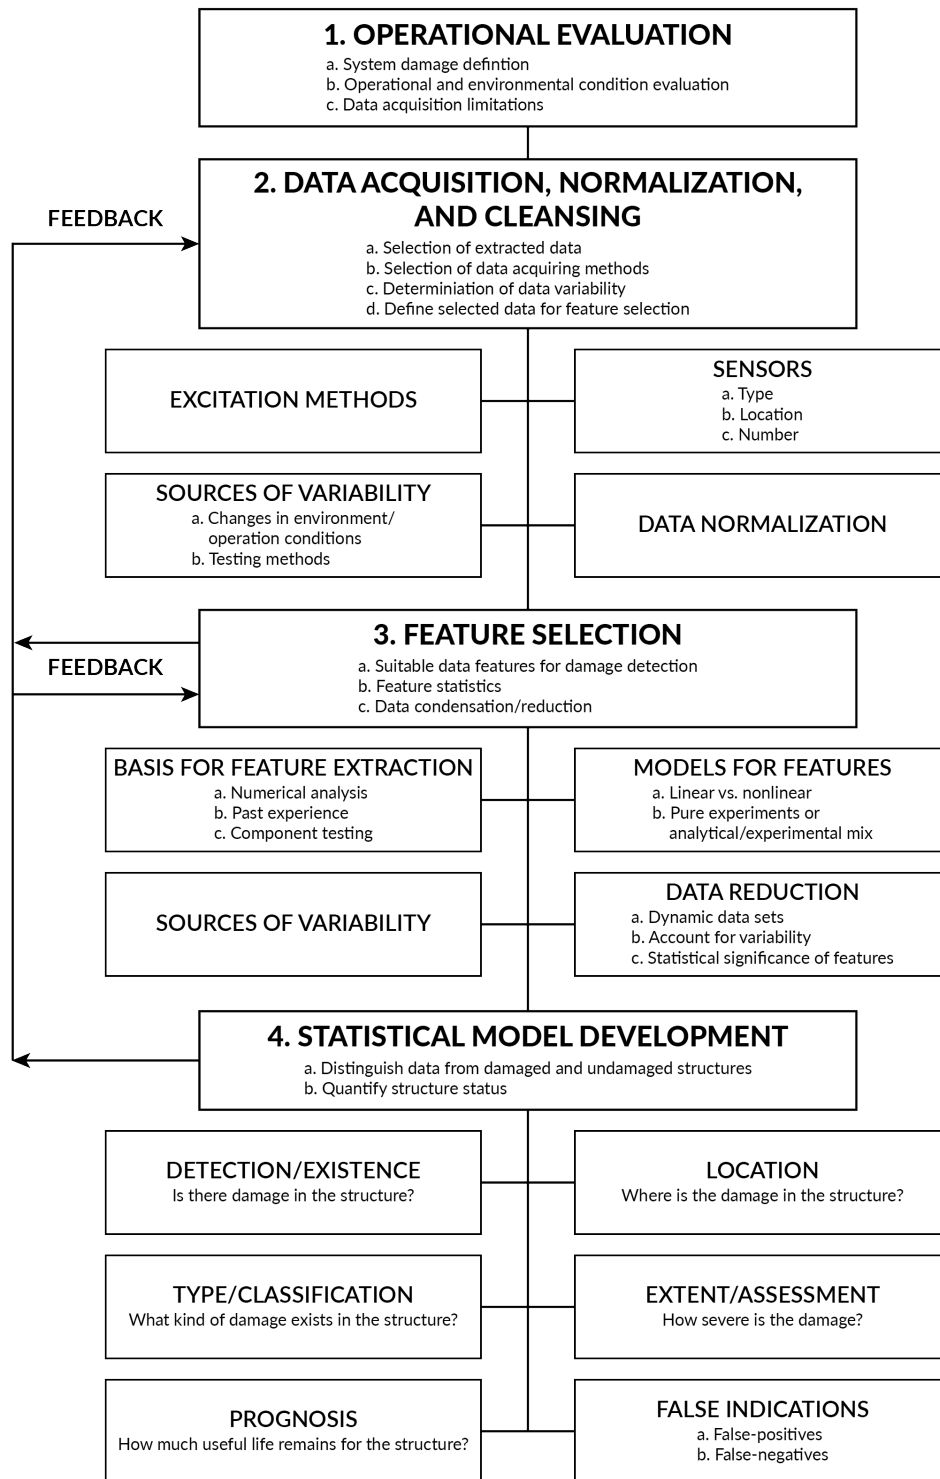 1. OPERATIONAL EVALUATION
a. System damage defintion
b. Operational and environmental condition evaluation
c. Data acquisition limitations
2. DATA ACQUISITION, NORMALIZATION,
AND CLEANSING
a. Selection of extracted data
b. Selection of data acquiring methods
c. Determiniation of data variability
d. Define selected data for feature selection
FEEDBACK
EXCITATION METHODS
SENSORS
a. Type
b. Location
c. Number
SOURCES OF VARIABILITY
a. Changes in environment/
operation conditions
b. Testing methods
DATA NORMALIZATION
3. FEATURE SELECTION
a. Suitable data features for damage detection
b. Feature statistics
c. Data condensation/reduction
FEEDBACK
BASIS FOR FEATURE EXTRACTION
a. Numerical analysis
b. Past experience
c. Component testing
MODELS FOR FEATURES
a. Linear vs. nonlinear
b. Pure experiments or
analytical/experimental mix
SOURCES OF VARIABILITY
DATA REDUCTION
a. Dynamic data sets
b. Account for variability
c. Statistical significance of features
4. STATISTICAL MODEL DEVELOPMENT
a. Distinguish data from damaged and undamaged structures
b. Quantify structure status
DETECTION/EXISTENCE
Is there damage in the structure?
LOCATION
Where is the damage in the structure?
TYPE/CLASSIFICATION
What kind of damage exists in the structure?
EXTENT/ASSESSMENT
How severe is the damage?
PROGNOSIS
How much useful life remains for the structure?
FALSE INDICATIONS
a. False-positives
b. False-negatives